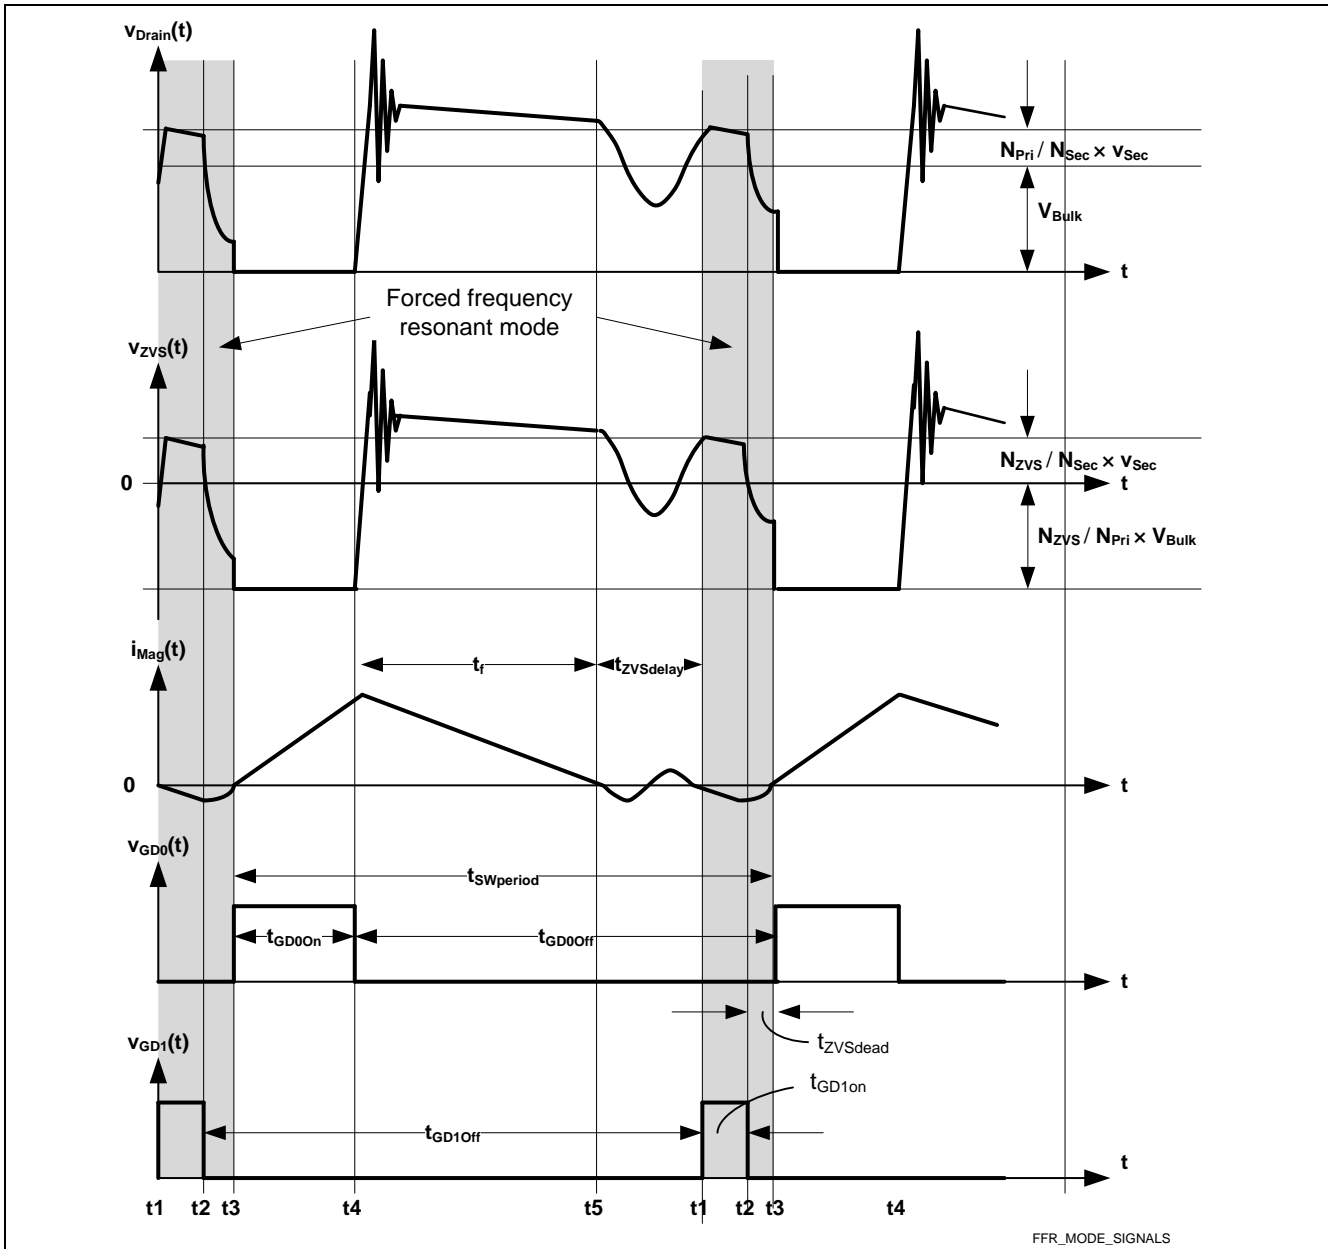 vDrain(t)
NPri / NSec × vSec
VBulk
t
Forced frequency
resonant mode
vZVS(t)
NZVS / NSec × vSec
0
t
NZVS / NPri × VBulk
iMag(t)
tf
tZVSdelay
0
t
vGD0(t)
tSWperiod
tGD0On
tGD0Off
t
vGD1(t)
tZVSdead
tGD1on
tGD1Off
t
t1 t2 t3 t4 t5 t1 t2 t3 t4
FFR_MODE_SIGNALS